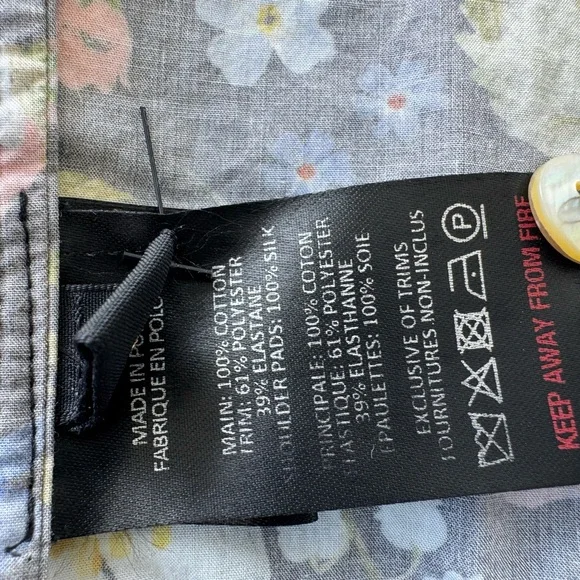 MADE IN
FABRIQUE EN
MAIN: 100% COTTON
TRIM: 61% POLYESTER
39% ELASTANE
SHOULDER PADS: 100% SILK
PRINCIPALE: 100% COTON
ELASTIQUE: 61% POLYESTER
39% ELASTHANNE
EPAULETTES: 100% SOIE
EXCLUSIVE OF TRIMS
FOURNITURES NON-INCLUS
P
KEEP AWAY FROM FIRE